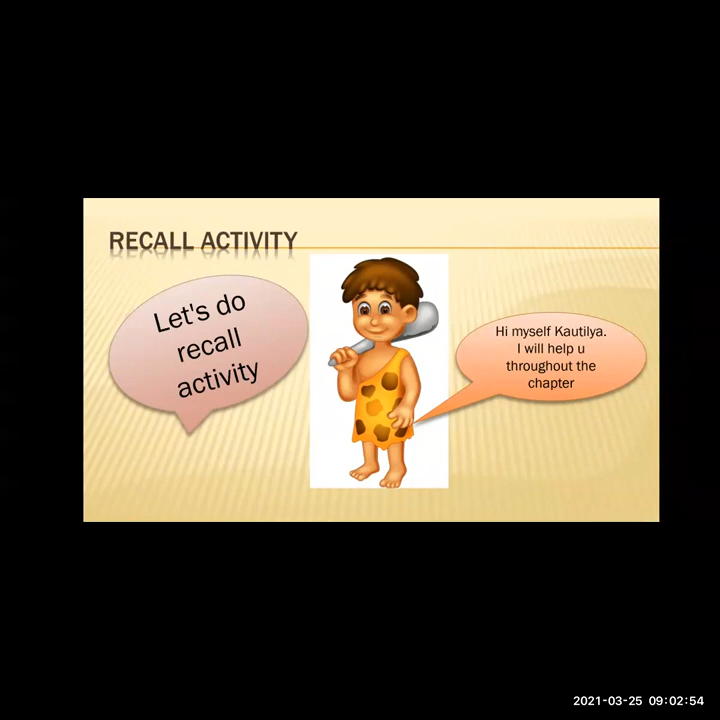 RECALL ACTIVITY
Let's do
recall
activity
Hi myself Kautilya.
I will help u
throughout the
chapter
2021-03-25 09:02:54